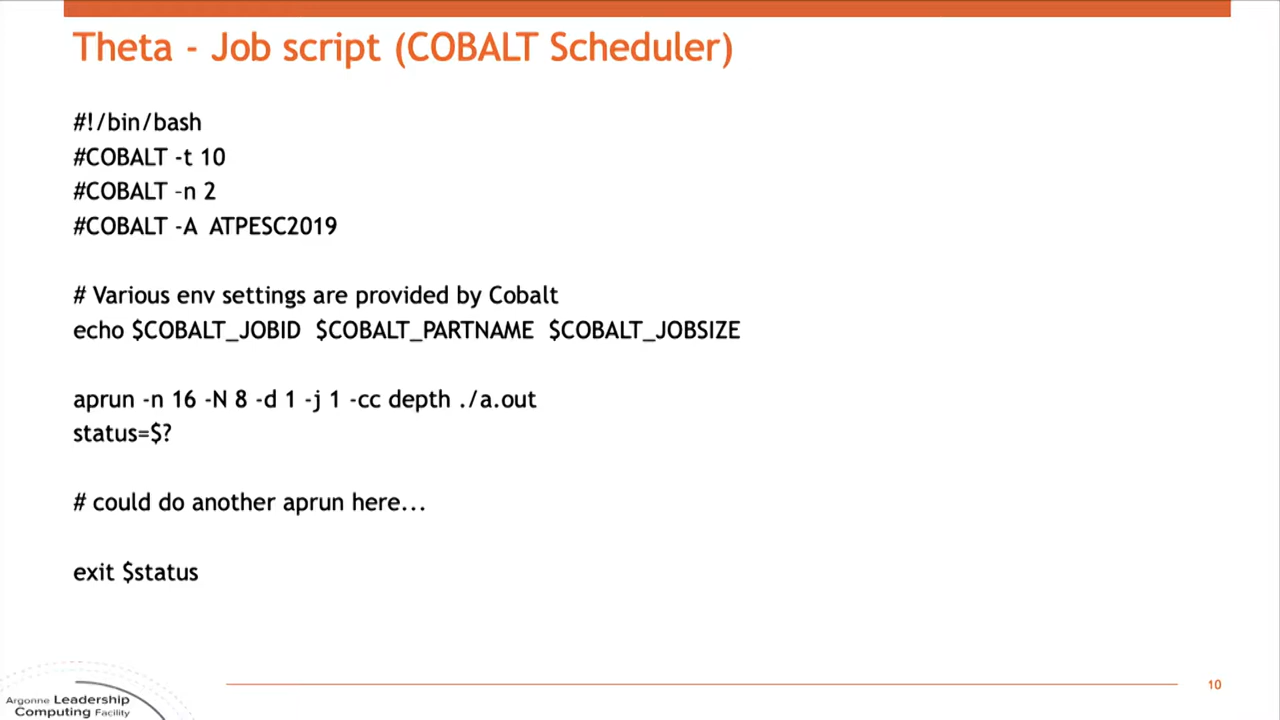 Theta - Job script (COBALT Scheduler)
#!/bin/bash
#COBALT -t 10
#COBALT -n 2
#COBALT -A ATPESC2019
# Various env settings are provided by Cobalt
echo $COBALT_JOBID $COBALT_PARTNAME $COBALT_JOBSIZE
aprun -n 16 -N 8 -d 1 -j 1 -cc depth ./a.out
status=$?
# could do another aprun here...
exit $status
Argonne Leadership
Computing Facility
10